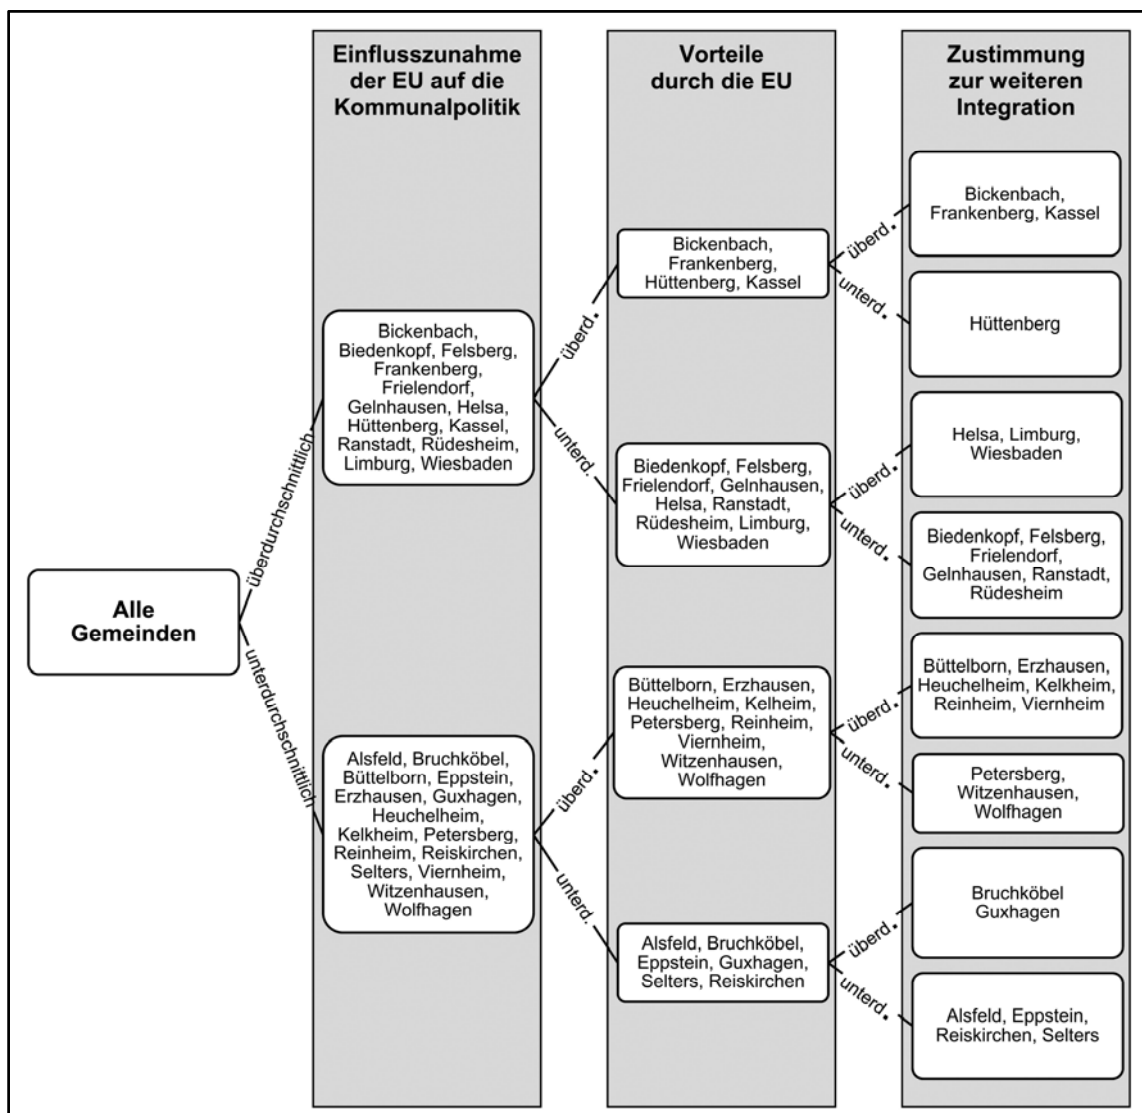 Einflusszunahme
der EU auf die
Kommunalpolitik
Vorteile
durch die EU
Zustimmung
zur weiteren
Integration
Alle
Gemeinden
überdurchschnittlich
unterdurchschnittlich
Bickenbach,
Biedenkopf, Felsberg,
Frankenberg,
Frielendorf,
Gelnhausen, Helsa,
Hüttenberg, Kassel,
Ranstadt, Rüdesheim,
Limburg, Wiesbaden
Alsfeld, Bruchköbel,
Büttelborn, Eppstein,
Erzhausen, Guxhagen,
Heuchelheim,
Kelkheim, Petersberg,
Reinheim, Reiskirchen,
Selters, Viernheim,
Witzenhausen,
Wolfhagen
überd.
unterd.
überd.
unterd.
Bickenbach,
Frankenberg,
Hüttenberg, Kassel
Biedenkopf, Felsberg,
Frielendorf, Gelnhausen,
Helsa, Ranstadt,
Rüdesheim, Limburg,
Wiesbaden
Büttelborn, Erzhausen,
Heuchelheim, Kelheim,
Petersberg, Reinheim,
Viernheim,
Witzenhausen,
Wolfhagen
Alsfeld, Bruchköbel,
Eppstein, Guxhagen,
Selters, Reiskirchen
überd.
unterd.
überd.
unterd.
überd.
unterd.
überd.
unterd.
Bickenbach,
Frankenberg, Kassel
Hüttenberg
Helsa, Limburg,
Wiesbaden
Biedenkopf, Felsberg,
Frielendorf,
Gelnhausen, Ranstadt,
Rüdesheim
Büttelborn, Erzhausen,
Heuchelheim, Kelkheim,
Reinheim, Viernheim
Petersberg,
Witzenhausen,
Wolfhagen
Bruchköbel
Guxhagen
Alsfeld, Eppstein,
Reiskirchen, Selters